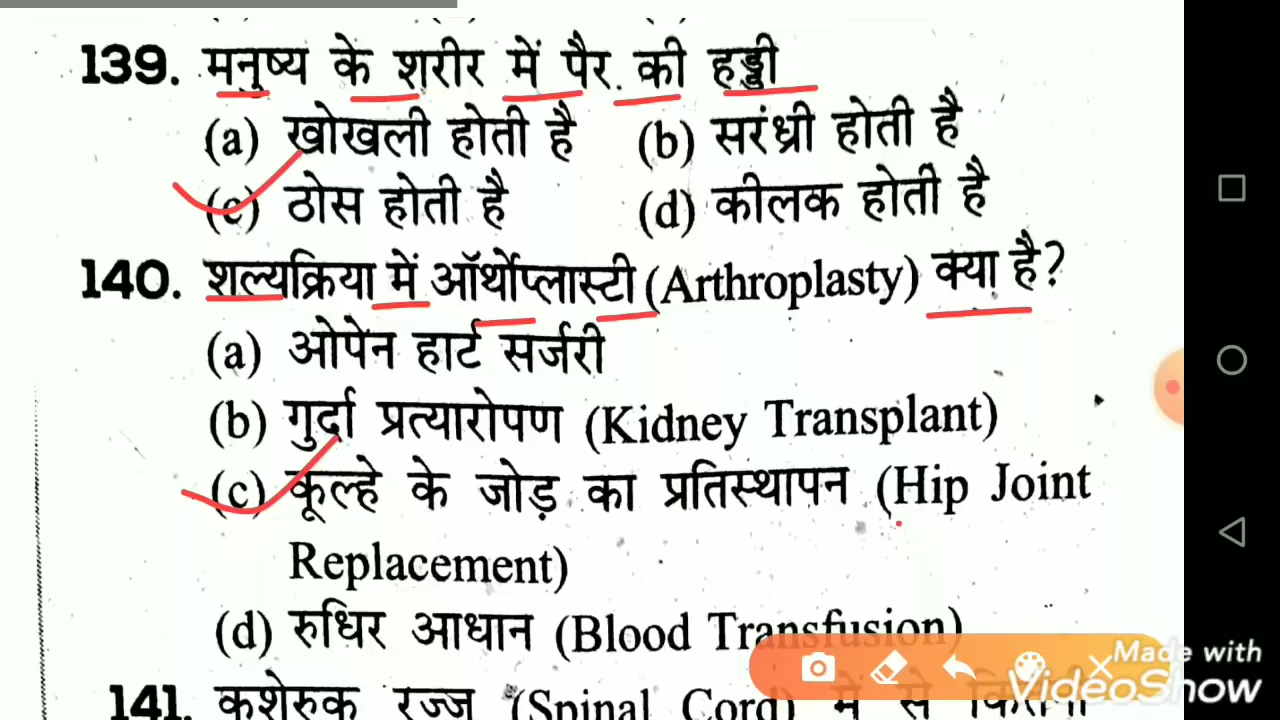 139. मनुष्य के शरीर में पैर की हड्डी
(a) खोखली होती है (b) सरंध्री होती है
(c) ठोस होती है (d) कीलक होती है
140. शल्यक्रिया में ऑर्थोप्लास्टी (Arthroplasty) क्या है?
(a) ओपेन हार्ट सर्जरी
(b) गुर्दा प्रत्यारोपण (Kidney Transplant)
(c) कूल्हे के जोड़ का प्रतिस्थापन (Hip Joint
Replacement)
(d) रुधिर आधान (Blood Transfusion)
Made with
VideoShow
141. कशेरुक रज्जु (Spinal Cord) में से